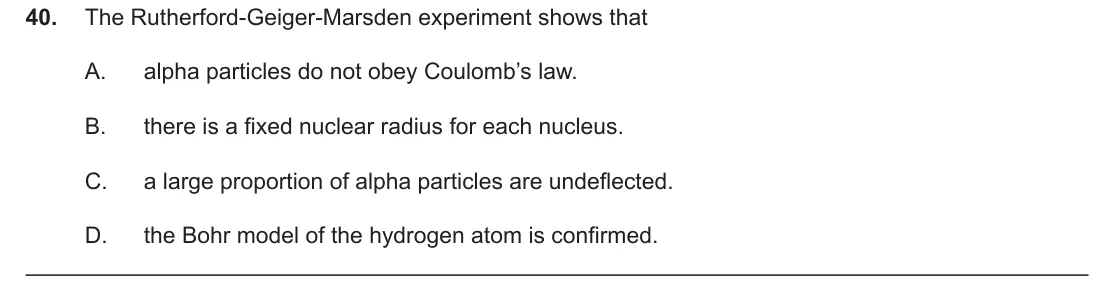 40. The Rutherford-Geiger-Marsden experiment shows that
A. alpha particles do not obey Coulomb’s law.
B. there is a fixed nuclear radius for each nucleus.
C. a large proportion of alpha particles are undeflected.
D. the Bohr model of the hydrogen atom is confirmed.